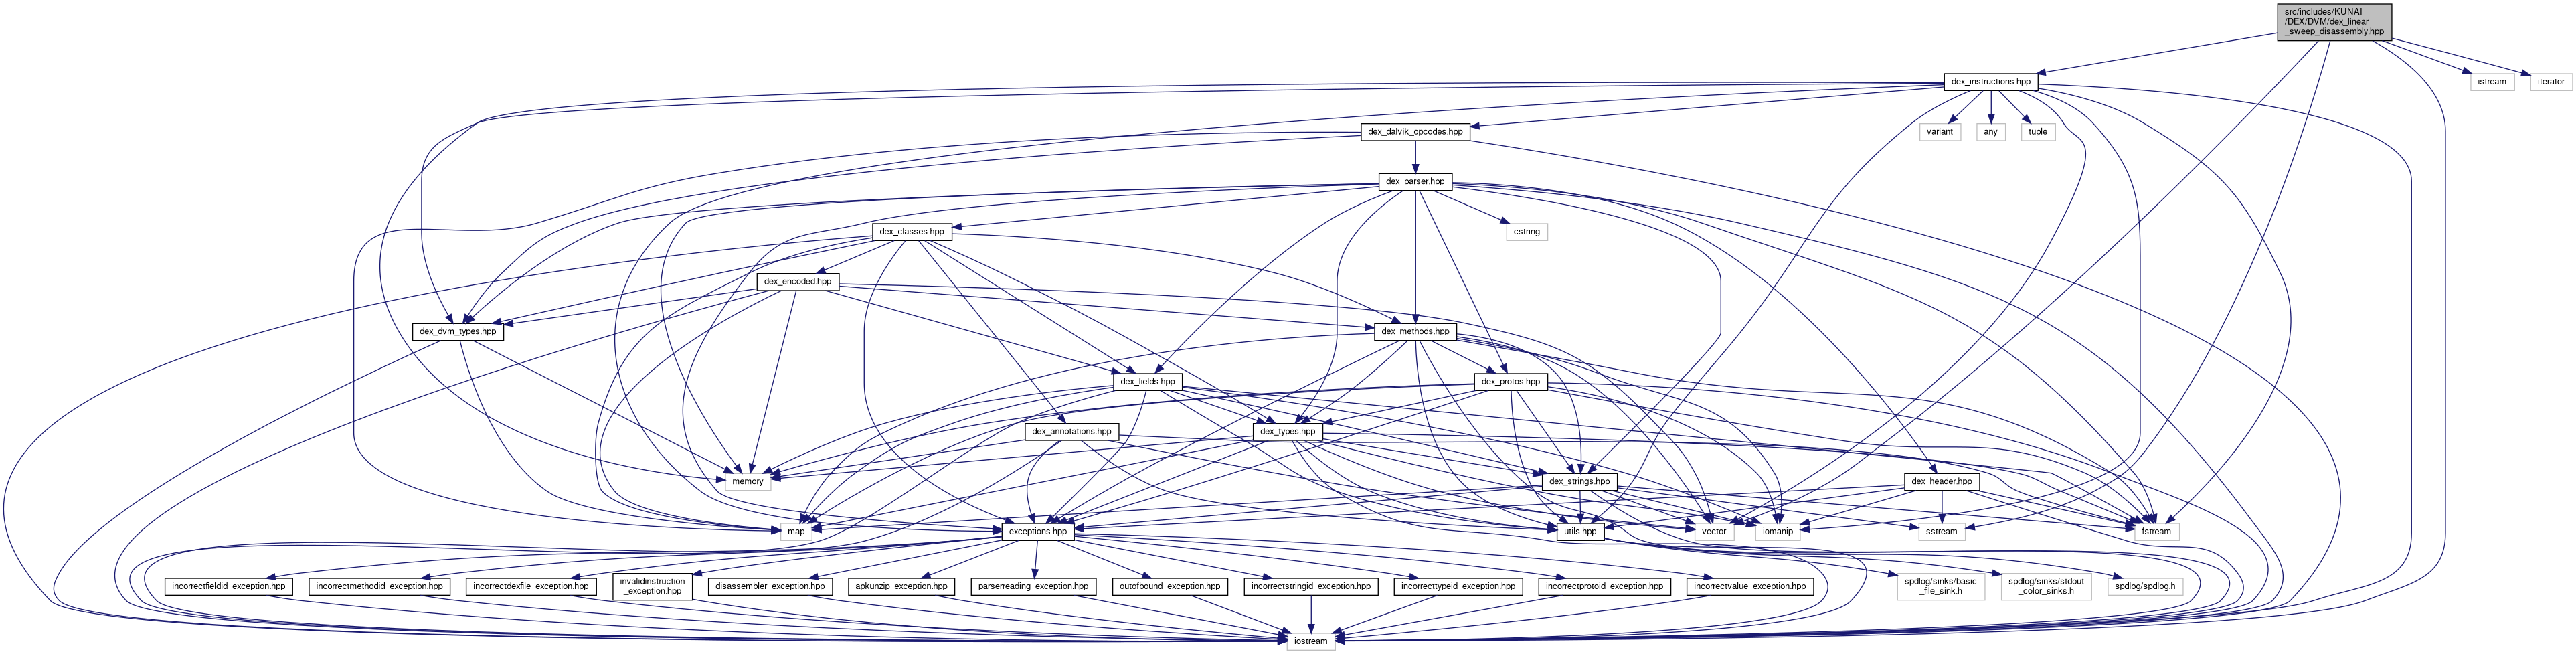 src/includes/KUNAI
/DEX/DVM/dex_linear
_sweep_disassembly.hpp
dex_instructions.hpp
istream
iterator
dex_dalvik_opcodes.hpp
variant
any
tuple
dex_parser.hpp
dex_classes.hpp
cstring
dex_encoded.hpp
dex_dvm_types.hpp
dex_methods.hpp
dex_fields.hpp
dex_protos.hpp
dex_annotations.hpp
dex_types.hpp
memory
dex_strings.hpp
dex_header.hpp
map
exceptions.hpp
utils.hpp
vector
iomanip
sstream
fstream
incorrectfieldid_exception.hpp
incorrectmethodid_exception.hpp
incorrectdexfile_exception.hpp
invalidinstruction
_exception.hpp
disassembler_exception.hpp
apkunzip_exception.hpp
parserreading_exception.hpp
outofbound_exception.hpp
incorrectstringid_exception.hpp
incorrecttypeid_exception.hpp
incorrectprotoid_exception.hpp
incorrectvalue_exception.hpp
spdlog/sinks/basic
_file_sink.h
spdlog/sinks/stdout
_color_sinks.h
spdlog/spdlog.h
iostream